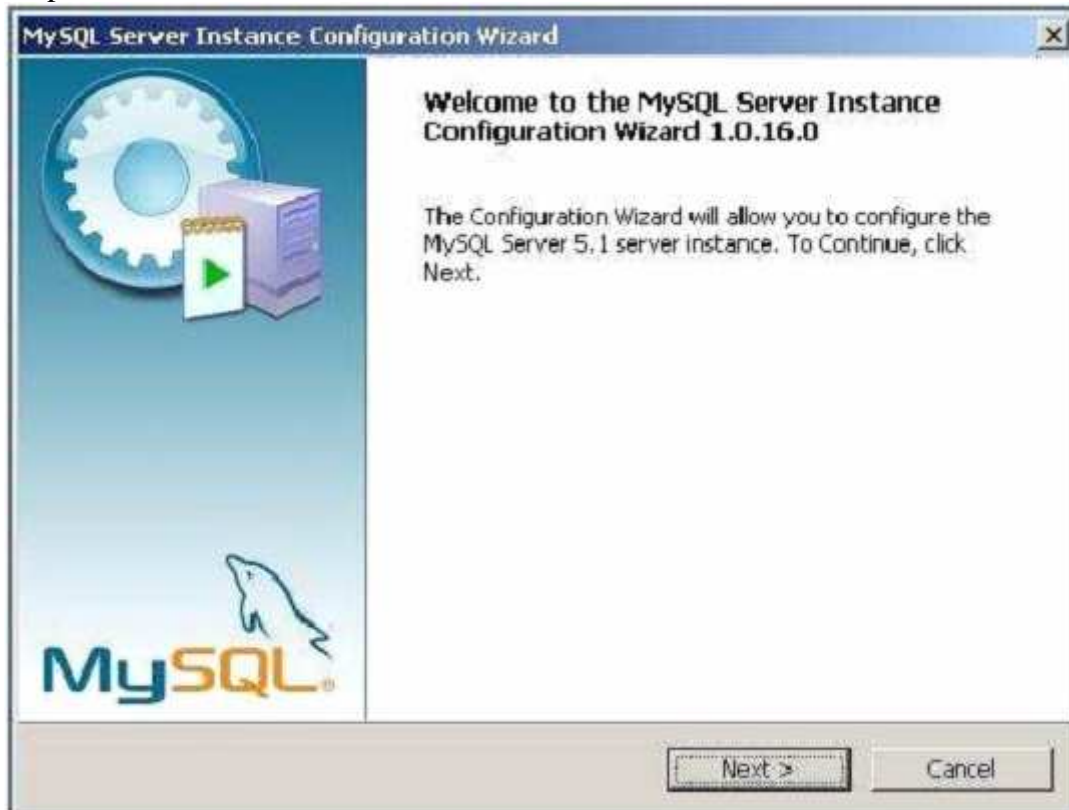 MySQL Server Instance Configuration Wizard
Welcome to the MySQL Server Instance
Configuration Wizard 1.0.16.0
The Configuration Wizard will allow you to configure the
MySQL Server 5.1 server instance. To Continue, click
Next.
MySQL®
Next >
Cancel